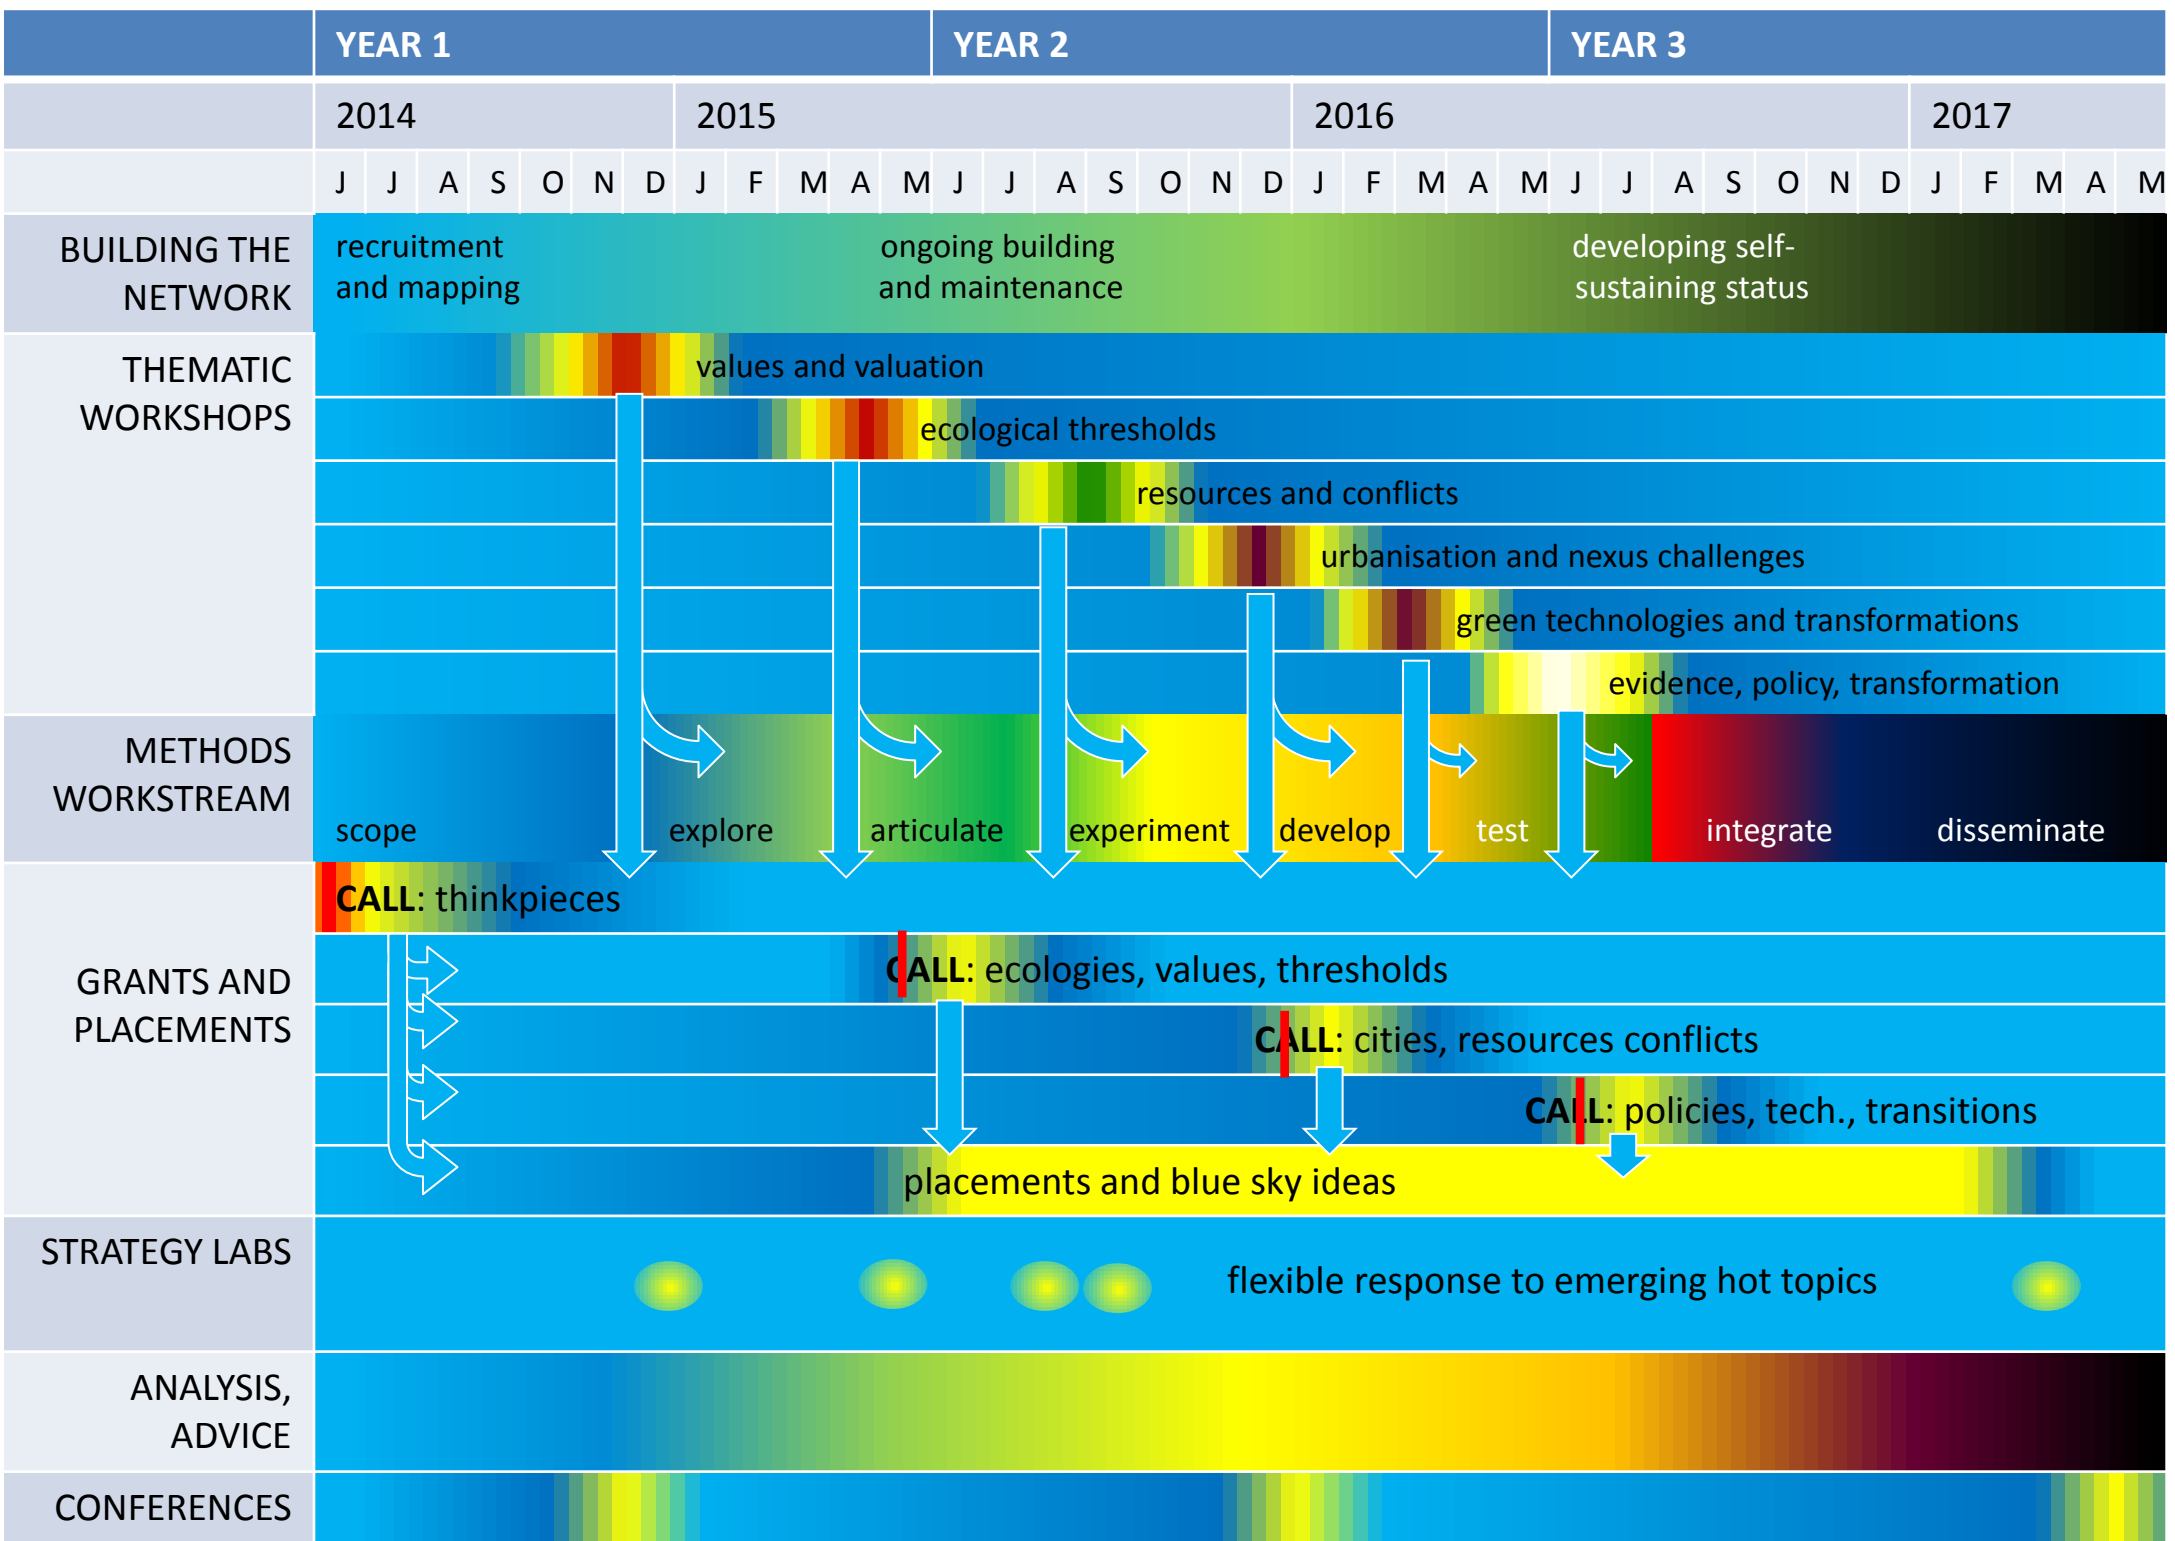 YEAR 1 YEAR 2 YEAR 3
2014 2015 2016 2017
J J A S O N D J F M A M J J A S O N D J F M A M J J A S O N D J F M A M
BUILDING THE
NETWORK
recruitment
and mapping
ongoing building
and maintenance
developing self-
sustaining status
THEMATIC
WORKSHOPS
values and valuation
ecological thresholds
resources and conflicts
urbanisation and nexus challenges
green technologies and transformations
evidence, policy, transformation
METHODS
WORKSTREAM
scope explore articulate experiment develop test integrate disseminate
GRANTS AND
PLACEMENTS
CALL: thinkpieces
CALL: ecologies, values, thresholds
CALL: cities, resources conflicts
CALL: policies, tech., transitions
placements and blue sky ideas
STRATEGY LABS
flexible response to emerging hot topics
ANALYSIS,
ADVICE
CONFERENCES